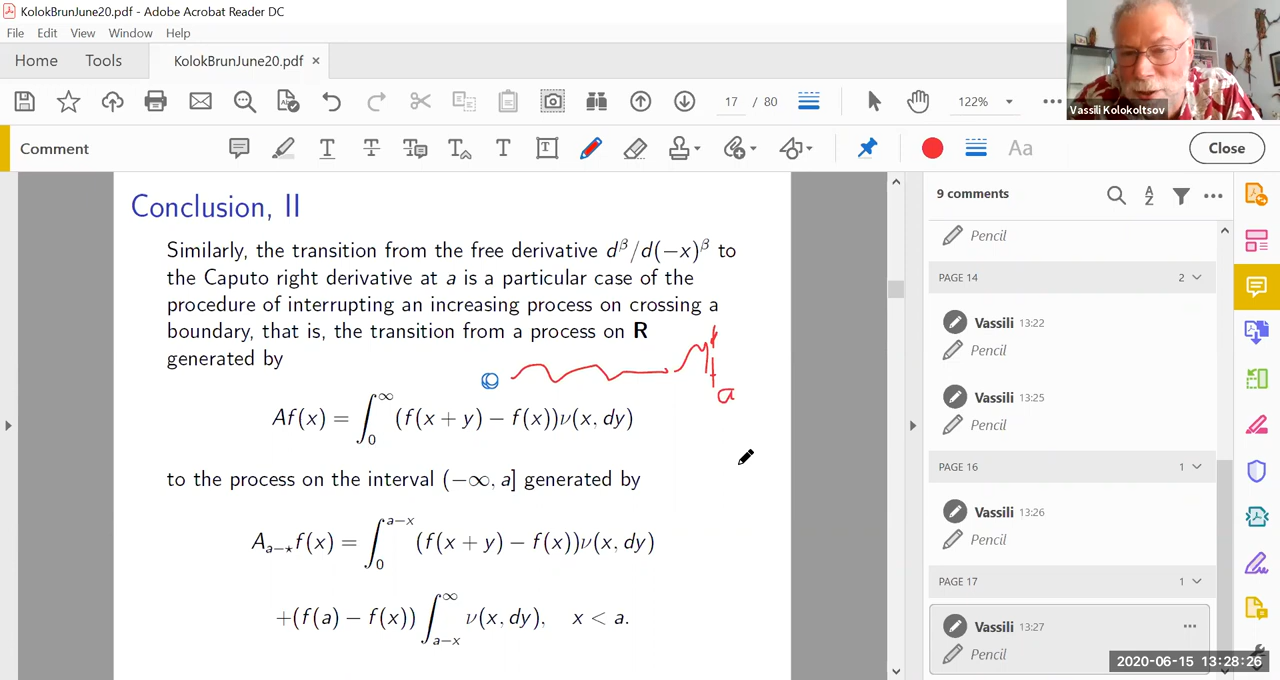 KolokBrunJune20.pdf - Adobe Acrobat Reader DC
File Edit View Window Help
Home Tools KolokBrunJune20.pdf ×
17 / 80 122%
Vassili Kolokoltsov
Comment Aa Close
Conclusion, II
Similarly, the transition from the free derivative d^β/d(−x)^β to
the Caputo right derivative at a is a particular case of the
procedure of interrupting an increasing process on crossing a
boundary, that is, the transition from a process on R
generated by
a
Af(x) = ∫_0^∞ (f(x + y) − f(x))ν(x, dy)
to the process on the interval (−∞, a] generated by
A_{a−⋆}f(x) = ∫_0^{a−x} (f(x + y) − f(x))ν(x, dy)
+(f(a) − f(x)) ∫_{a−x}^∞ ν(x, dy), x < a.
9 comments
Pencil
PAGE 14 2
Vassili 13:22
Pencil
Vassili 13:25
Pencil
PAGE 16 1
Vassili 13:26
Pencil
PAGE 17 1
Vassili 13:27
Pencil
2020-06-15 13:28:26